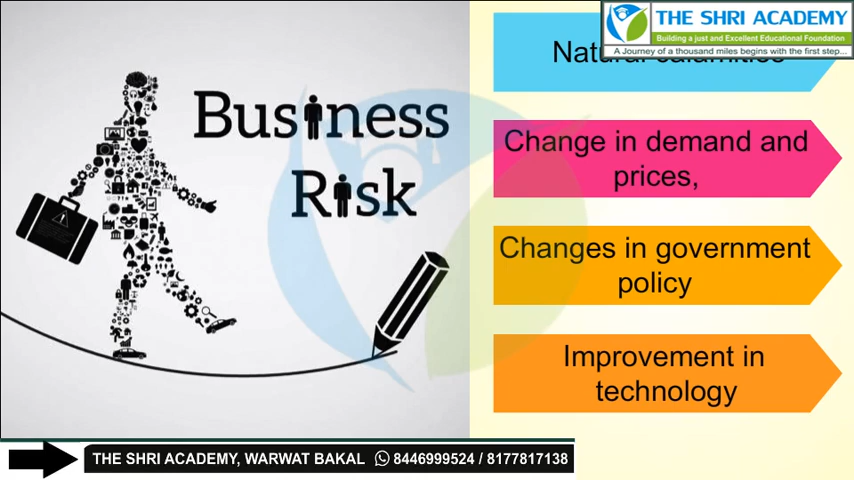 Business
Risk
THE SHRI ACADEMY
Building a just and Excellent Educational Foundation
A Journey of a thousand miles begins with the first step...
Natural calamities
Change in demand and
prices,
Changes in government
policy
Improvement in
technology
THE SHRI ACADEMY, WARWAT BAKAL 8446999524 / 8177817138